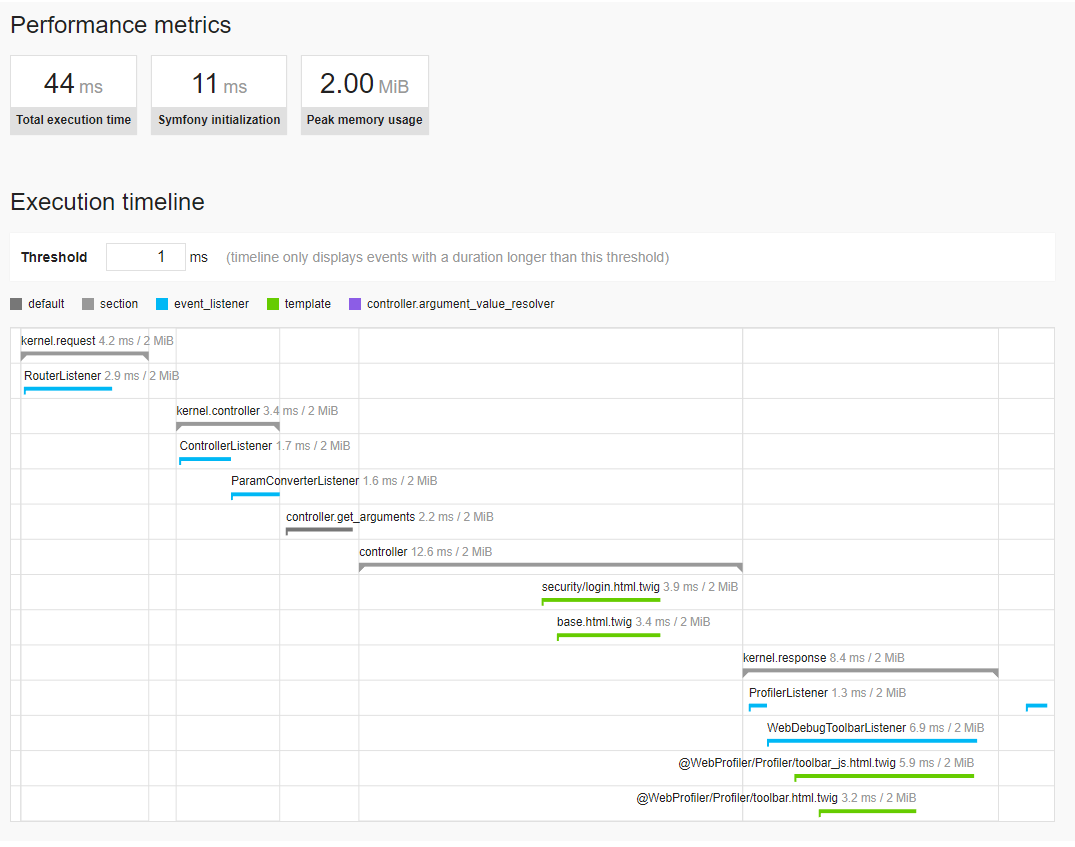 Performance metrics
44 ms 11 ms 2.00 MiB
Total execution time Symfony initialization Peak memory usage
Execution timeline
Threshold 1 ms (timeline only displays events with a duration longer than this threshold)
default section event_listener template controller.argument_value_resolver
kernel.request 4.2 ms / 2 MiB
RouterListener 2.9 ms / 2 MiB
kernel.controller 3.4 ms / 2 MiB
ControllerListener 1.7 ms / 2 MiB
ParamConverterListener 1.6 ms / 2 MiB
controller.get_arguments 2.2 ms / 2 MiB
controller 12.6 ms / 2 MiB
security/login.html.twig 3.9 ms / 2 MiB
base.html.twig 3.4 ms / 2 MiB
kernel.response 8.4 ms / 2 MiB
ProfilerListener 1.3 ms / 2 MiB
WebDebugToolbarListener 6.9 ms / 2 MiB
@WebProfiler/Profiler/toolbar_js.html.twig 5.9 ms / 2 MiB
@WebProfiler/Profiler/toolbar.html.twig 3.2 ms / 2 MiB